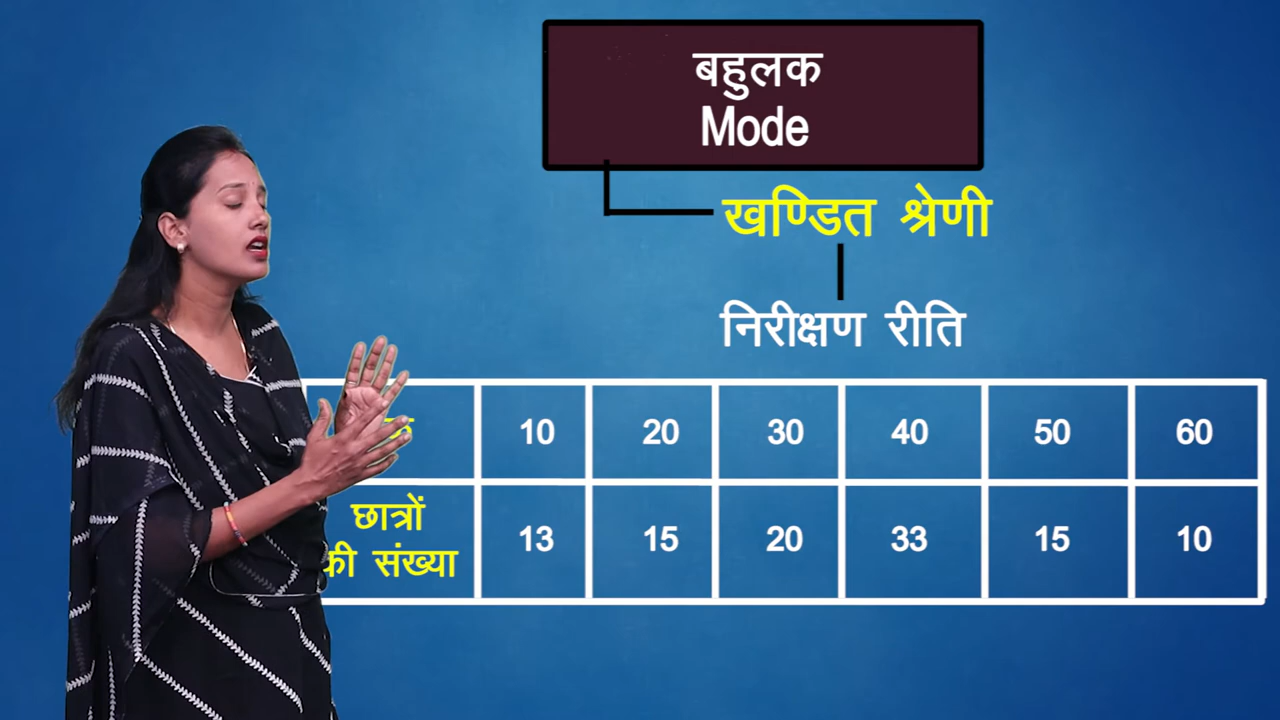 बहुलक
Mode
खण्डित श्रेणी
निरीक्षण रीति
10 20 30 40 50 60
छात्रों
की संख्या 13 15 20 33 15 10